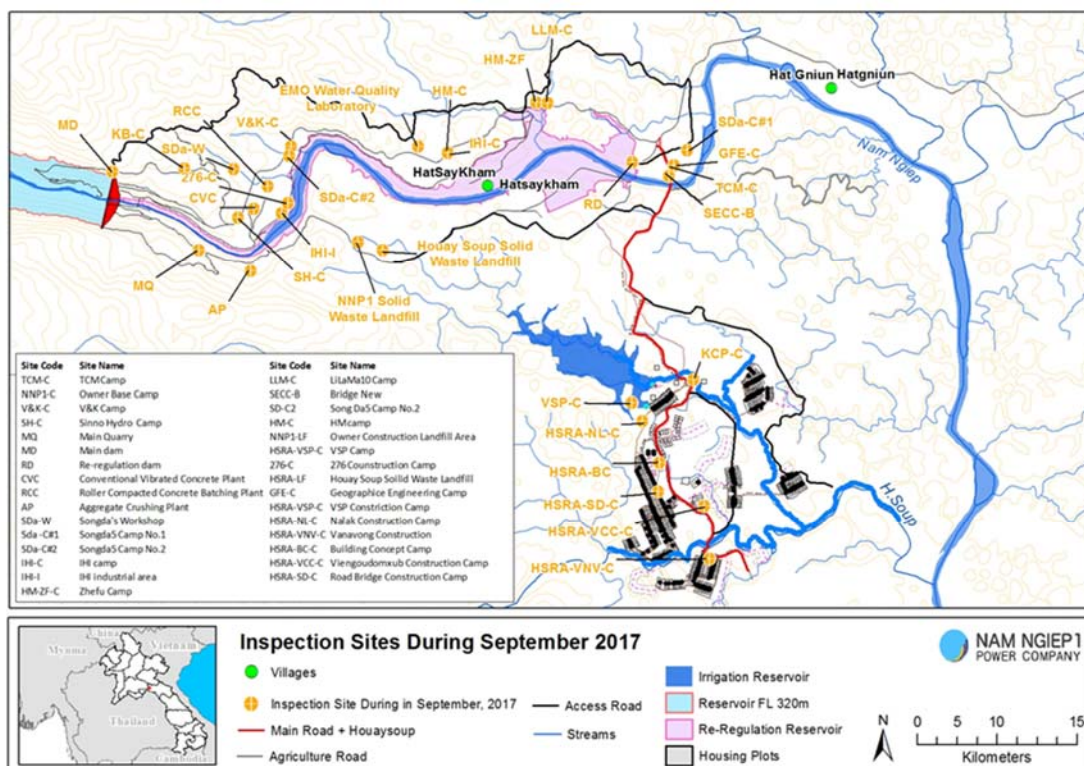 LLM-C
HM-ZF
Hat Gniun Hatgniun
EMO Water Quality
Laboratory
HM-C
RCC
V&K-C
KB-C
MD
SDa-W
276-C
CVC
IHI-C
SDa-C#1
GFE-C
TCM-C
SECC-B
Nam Ngiep
HatSayKham
Hatsaykham
SDa-C#2
RD
IHI-I
SH-C
MQ
AP
Houay Soup Solid
Waste Landfill
NNP1 Solid
Waste Landfill
KCP-C
VSP-C
HSRA-NL-C
HSRA-BC
HSRA-SD-C
HSRA-VCC-C
HSRA-VNV-C
H.Soup
Site Code Site Name Site Code Site Name
TCM-C TCM Camp LLM-C LiLaMa10 Camp
NNP1-C Owner Base Camp SECC-B Bridge New
V&K-C V&K Camp SD-C2 Song Da5 Camp No.2
SH-C Sinno Hydro Camp HM-C HM camp
MQ Main Quarry NNP1-LF Owner Construction Landfill Area
MD Main dam HSRA-VSP-C VSP Camp
RD Re-regulation dam 276-C 276 Counstruction Camp
CVC Conventional Vibrated Concrete Plant HSRA-LF Houay Soup Soilid Waste Landfill
RCC Roller Compacted Concrete Batching Plant GFE-C Geographice Engineering Camp
AP Aggregate Crushing Plant HSRA-VSP-C VSP Constriction Camp
SDa-W Songda's Workshop HSRA-NL-C Nalak Construction Camp
Sda -C#1 Songda5 Camp No.1 HSRA-VNV-C Vanavong Construction
SDa-C#2 Songda5 Camp No.2 HSRA-BC-C Building Concept Camp
IHI-C IHI camp HSRA-VCC-C Viengoudomxub Construction Camp
IHI-I IHI industrial area HSRA-SD-C Road Bridge Construction Camp
HM-ZF-C Zhefu Camp
China
Myanma
Vietnam
Thailand
Cambodia
Inspection Sites During September 2017
Villages
Inspection Site During in September, 2017
Main Road + Houaysoup
Agriculture Road
Access Road
Streams
Irrigation Reservoir
Reservoir FL 320m
Re-Regulation Reservoir
Housing Plots
NAM NGIEP1
POWER COMPANY
N
0 5 10 15
Kilometers